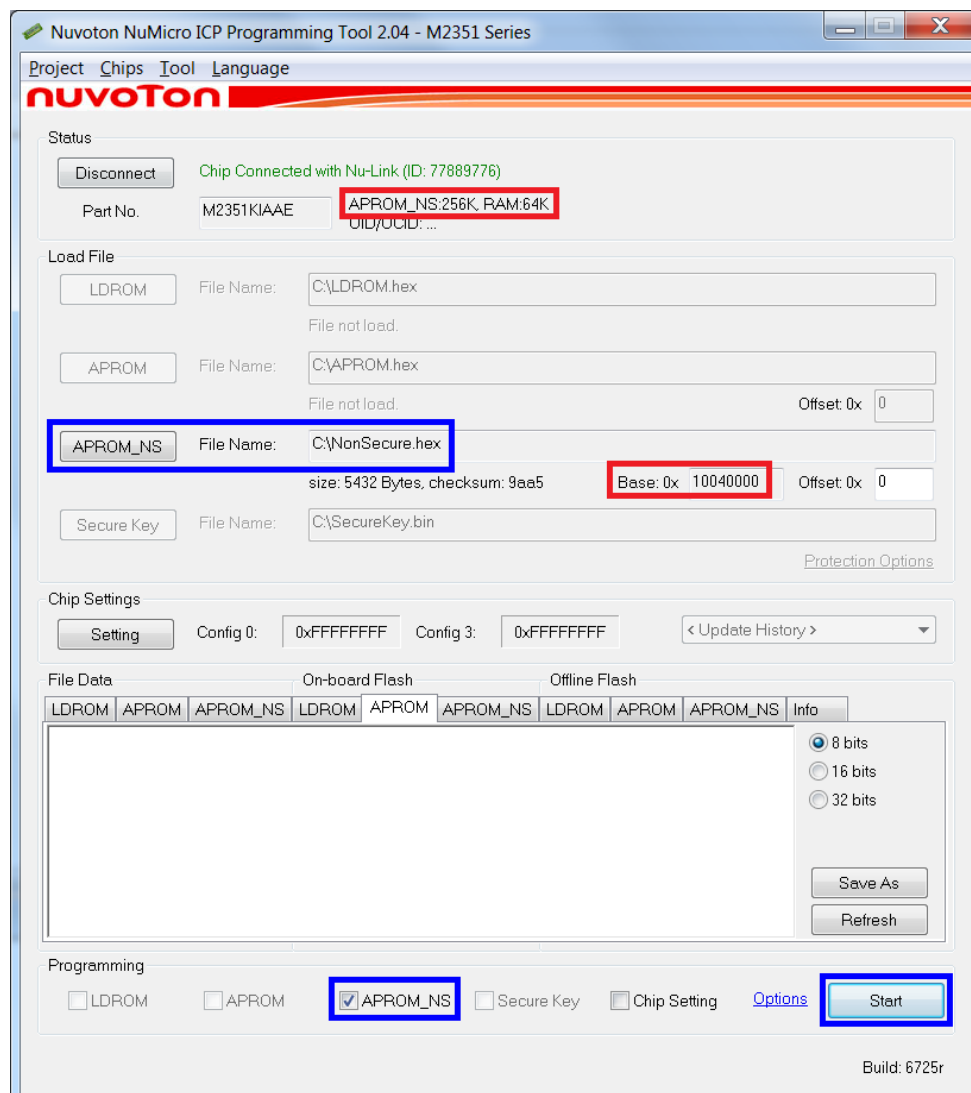 Nuvoton NuMicro ICP Programming Tool 2.04 - M2351 Series
Project Chips Tool Language
nuvoTon
Status
Disconnect Chip Connected with Nu-Link (ID: 77889776)
Part No. M2351KIAAE APROM_NS:256K, RAM:64K
UID/UCID: ...
Load File
LDROM File Name: C:\LDROM.hex
File not load.
APROM File Name: C:\APROM.hex
File not load. Offset: 0x 0
APROM_NS File Name: C:\NonSecure.hex
size: 5432 Bytes, checksum: 9aa5 Base: 0x 10040000 Offset: 0x 0
Secure Key File Name: C:\SecureKey.bin
Protection Options
Chip Settings
Setting Config 0: 0xFFFFFFFF Config 3: 0xFFFFFFFF < Update History >
File Data On-board Flash Offline Flash
LDROM APROM APROM_NS LDROM APROM APROM_NS LDROM APROM APROM_NS Info
8 bits
16 bits
32 bits
Save As
Refresh
Programming
LDROM APROM APROM_NS Secure Key Chip Setting Options Start
Build: 6725r